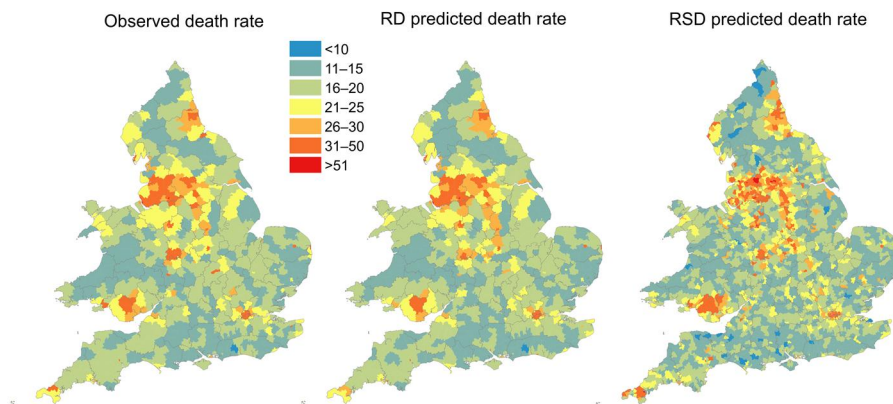 Observed death rate
RD predicted death rate
RSD predicted death rate
<10
11–15
16–20
21–25
26–30
31–50
>51